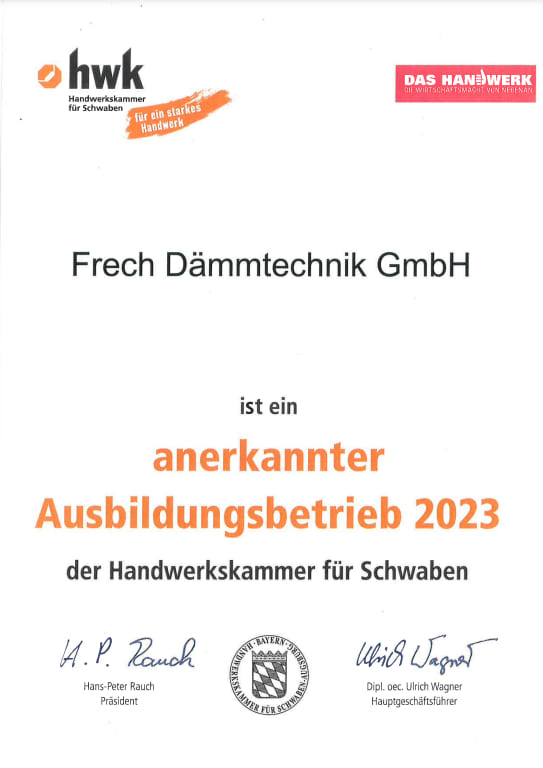 hwk
Handwerkskammer
für Schwaben
für ein starkes
Handwerk
DAS HANDWERK
DIE WIRTSCHAFTSMACHT. VON NEBENAN.
Frech Dämmtechnik GmbH
ist ein
anerkannter
Ausbildungsbetrieb 2023
der Handwerkskammer für Schwaben
H. P. Rauch
Ulrich Wagner
Hans-Peter Rauch
Präsident
· BAYERN ·
HANDWERKSKAMMER FÜR SCHWABEN · AUGSBURG
Dipl. oec. Ulrich Wagner
Hauptgeschäftsführer